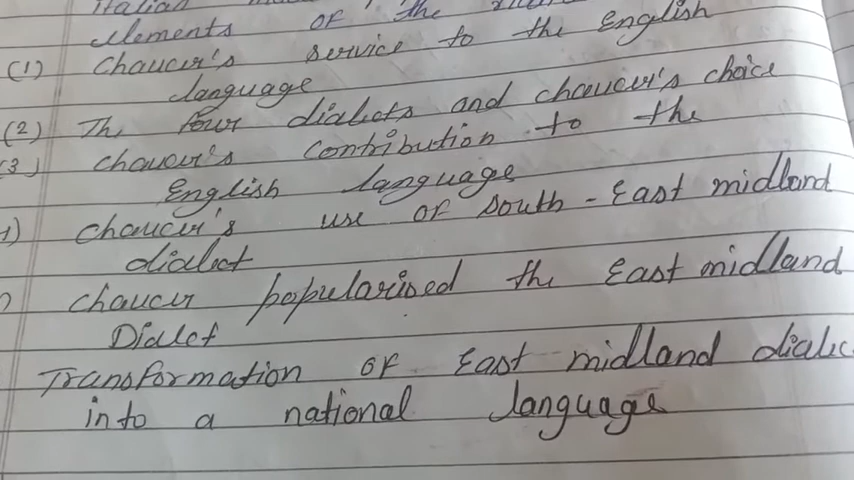 Italian
elements of the
(1) Chaucer's service to the English
language
(2) The four dialects and chaucer's choice
(3) chaucer's contribution to the
English language
) chaucer's use of south-East midland
dialect
) chaucer popularised the East midland
Dialet
Transformation of East midland dialec
into a national language